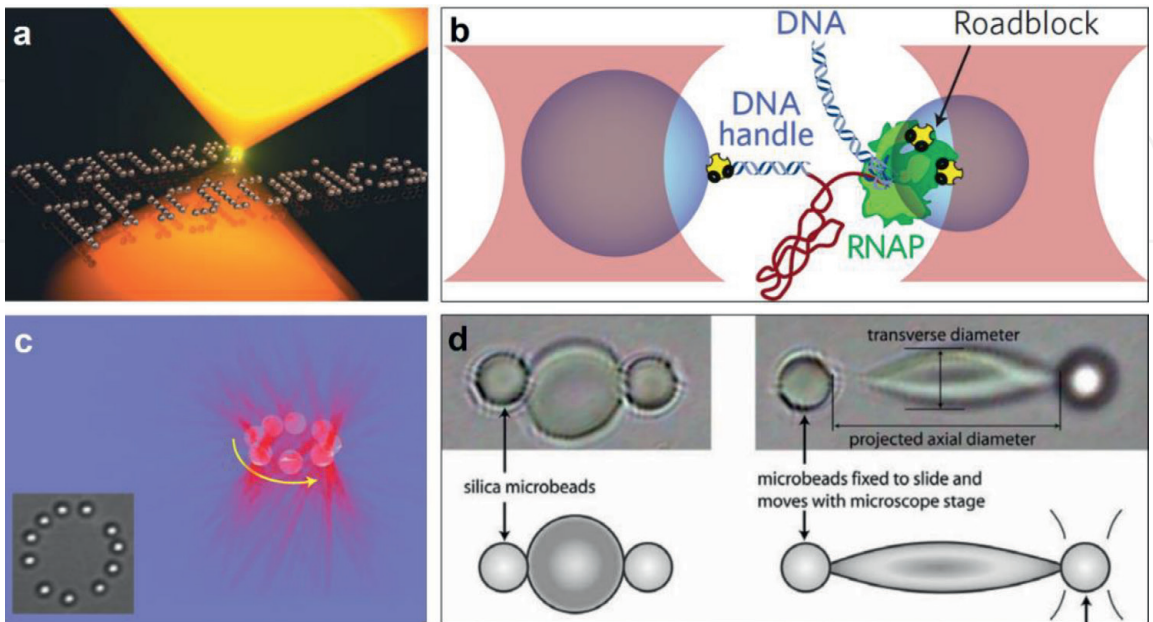 a
b
DNA
Roadblock
DNA
handle
RNAP
c
d
transverse diameter
projected axial diameter
silica microbeads
microbeads fixed to slide and
moves with microscope stage